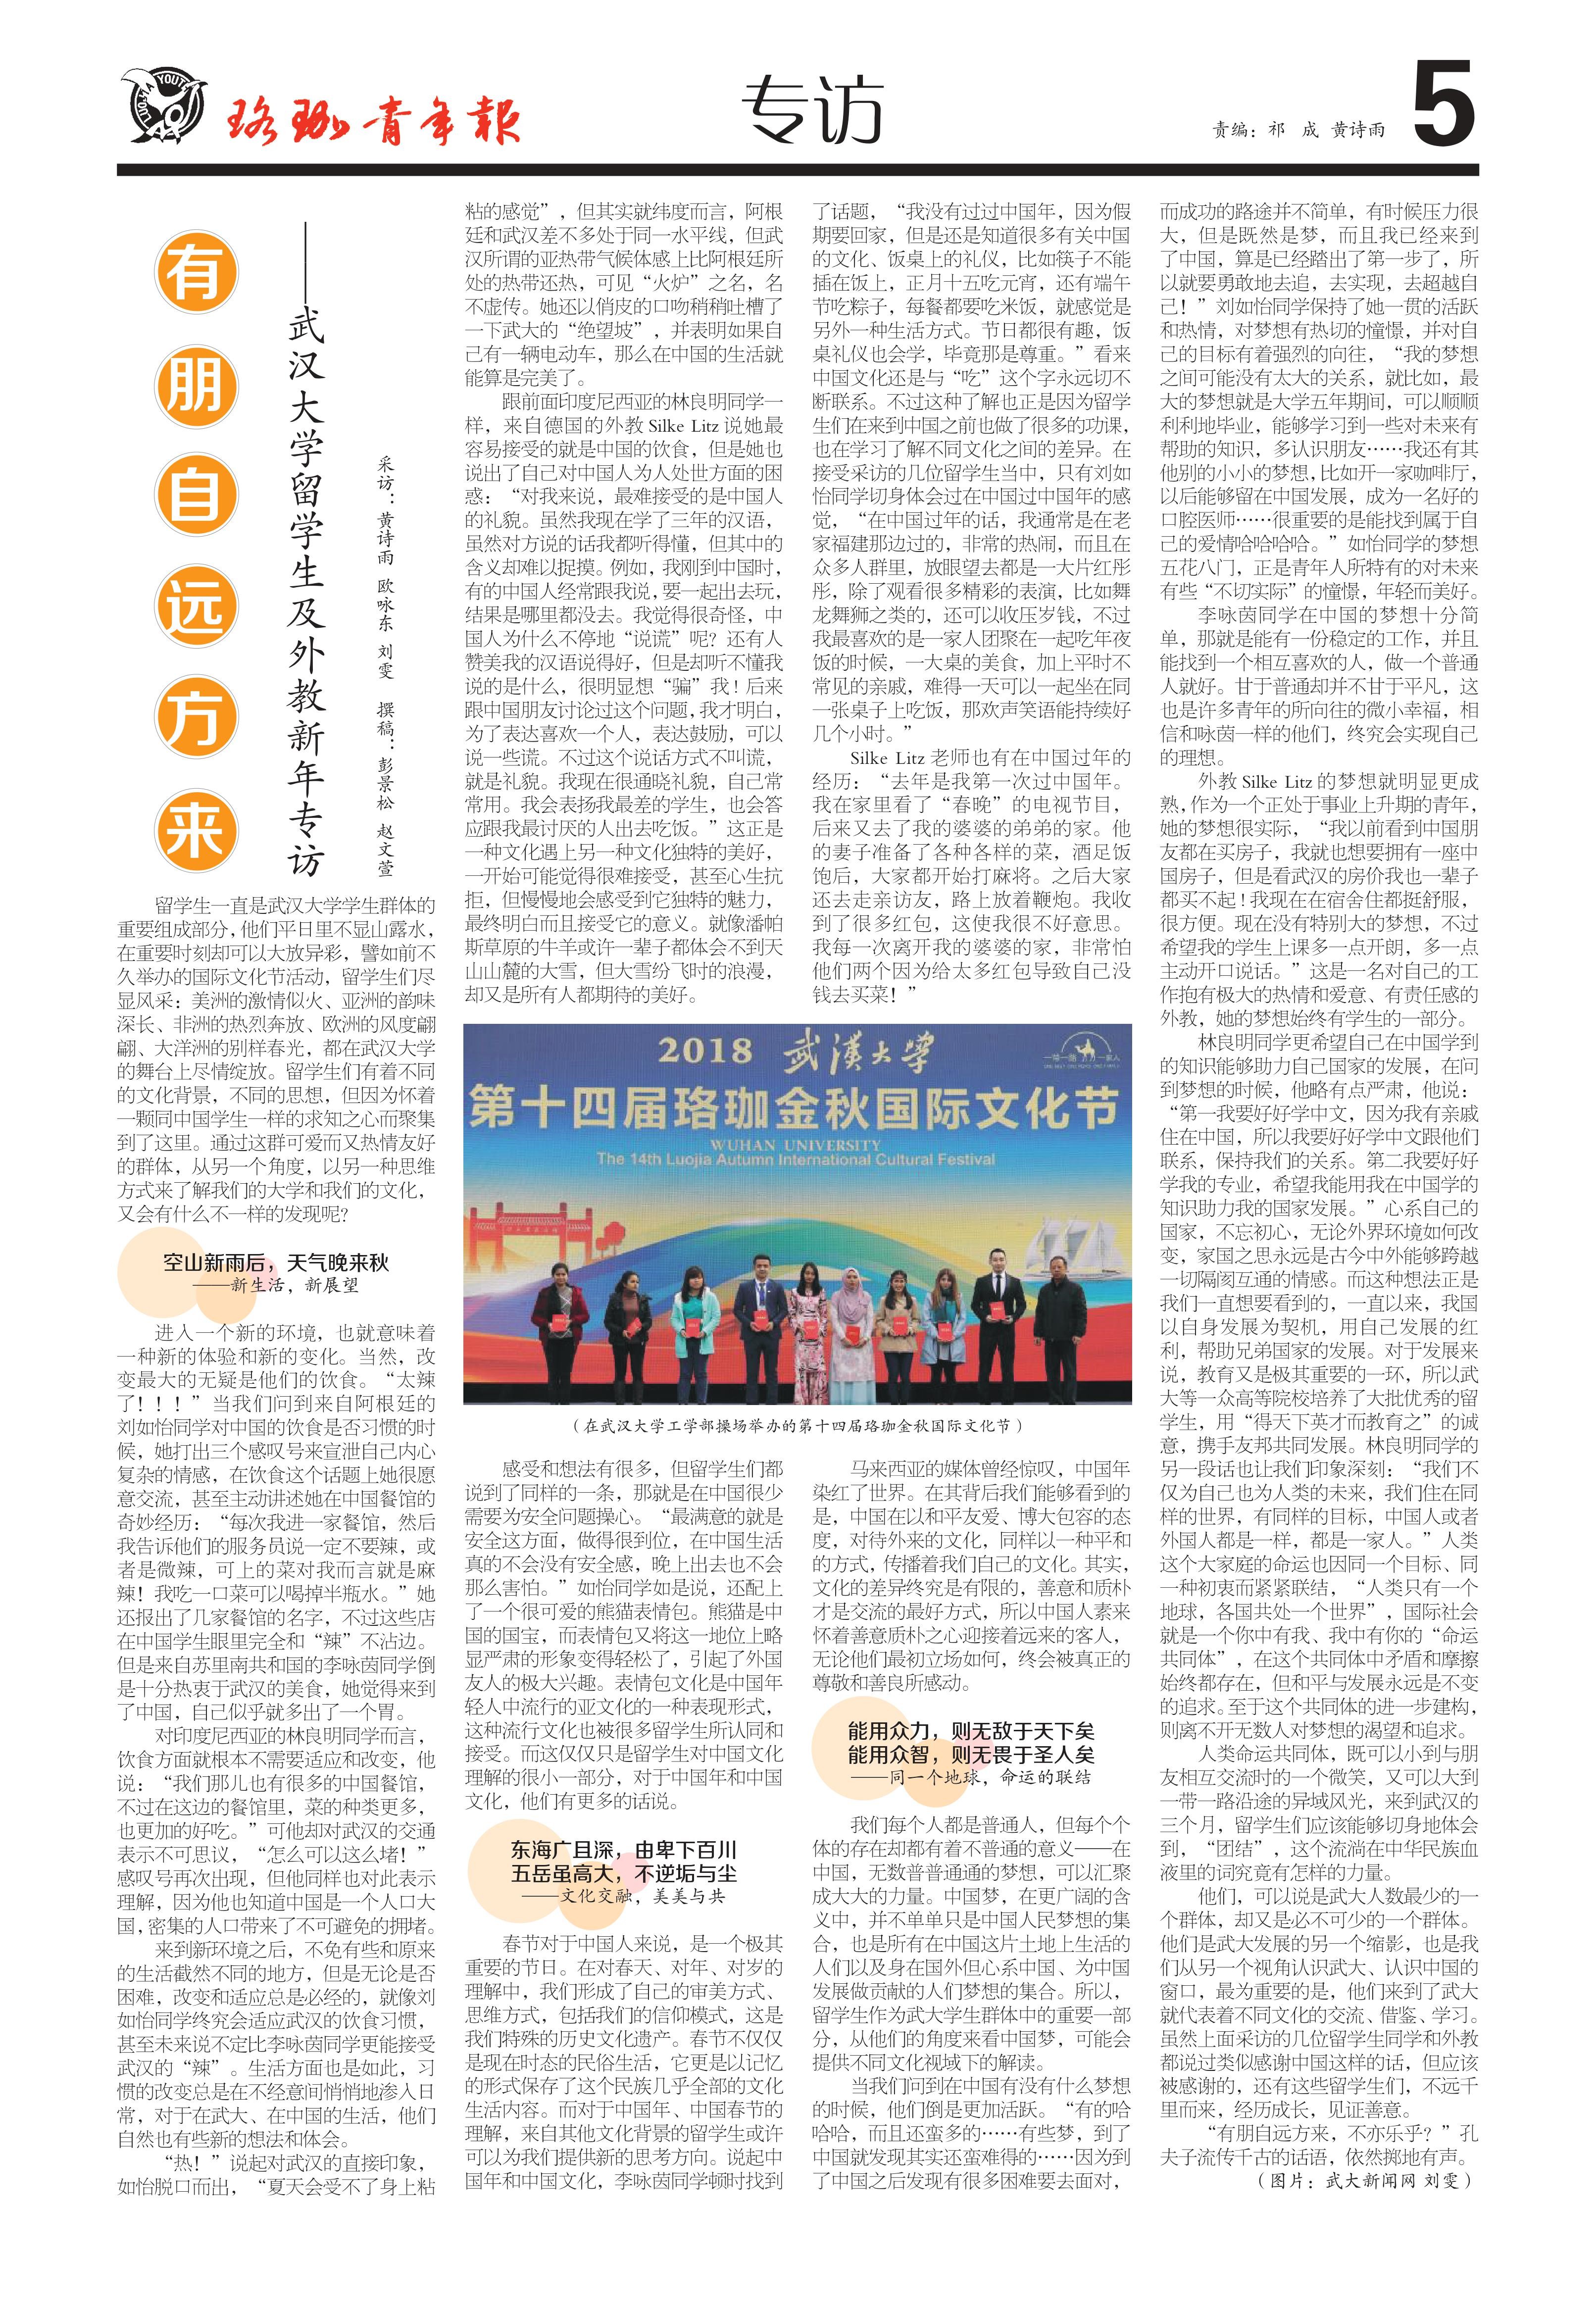 LUOJIA YOUTH
珞珈青年報
专访
责编：祁 成 黄诗雨
5
有朋自远方来
——武汉大学留学生及外教新年专访
采访：黄诗雨 欧咏东 刘雯 撰稿：彭景松 赵文萱
留学生一直是武汉大学学生群体的
重要组成部分，他们平日里不显山露水，
在重要时刻却可以大放异彩，譬如前不
久举办的国际文化节活动，留学生们尽
显风采：美洲的激情似火、亚洲的韵味
深长、非洲的热烈奔放、欧洲的风度翩
翩、大洋洲的别样春光，都在武汉大学
的舞台上尽情绽放。留学生们有着不同
的文化背景，不同的思想，但因为怀着
一颗同中国学生一样的求知之心而聚集
到了这里。通过这群可爱而又热情友好
的群体，从另一个角度，以另一种思维
方式来了解我们的大学和我们的文化，
又会有什么不一样的发现呢？
空山新雨后，天气晚来秋
——新生活，新展望
进入一个新的环境，也就意味着
一种新的体验和新的变化。当然，改
变最大的无疑是他们的饮食。“太辣
了！！！”当我们问到来自阿根廷的
刘如怡同学对中国的饮食是否习惯的时
候，她打出三个感叹号来宣泄自己内心
复杂的情感，在饮食这个话题上她很愿
意交流，甚至主动讲述她在中国餐馆的
奇妙经历：“每次我进一家餐馆，然后
我告诉他们的服务员说一定不要辣，或
者是微辣，可上的菜对我而言就是麻
辣！我吃一口菜可以喝掉半瓶水。”她
还报出了几家餐馆的名字，不过这些店
在中国学生眼里完全和“辣”不沾边。
但是来自苏里南共和国的李咏茵同学倒
是十分热衷于武汉的美食，她觉得来到
了中国，自己似乎就多出了一个胃。
对印度尼西亚的林良明同学而言，
饮食方面就根本不需要适应和改变，他
说：“我们那儿也有很多的中国餐馆，
不过在这边的餐馆里，菜的种类更多，
也更加的好吃。”可他却对武汉的交通
表示不可思议，“怎么可以这么堵！”
感叹号再次出现，但他同样也对此表示
理解，因为他也知道中国是一个人口大
国，密集的人口带来了不可避免的拥堵。
来到新环境之后，不免有些和原来
的生活截然不同的地方，但是无论是否
困难，改变和适应总是必经的，就像刘
如怡同学终究会适应武汉的饮食习惯，
甚至未来说不定比李咏茵同学更能接受
武汉的“辣”。生活方面也是如此，习
惯的改变总是在不经意间悄悄地渗入日
常，对于在武大、在中国的生活，他们
自然也有些新的想法和体会。
“热！”说起对武汉的直接印象，
如怡脱口而出，“夏天会受不了身上粘
粘的感觉”，但其实就纬度而言，阿根
廷和武汉差不多处于同一水平线，但武
汉所谓的亚热带气候体感上比阿根廷所
处的热带还热，可见“火炉”之名，名
不虚传。她还以俏皮的口吻稍稍吐槽了
一下武大的“绝望坡”，并表明如果自
己有一辆电动车，那么在中国的生活就
能算是完美了。
跟前面印度尼西亚的林良明同学一
样，来自德国的外教 Silke Litz 说她最
容易接受的就是中国的饮食，但是她也
说出了自己对中国人为人处世方面的困
惑：“对我来说，最难接受的是中国人
的礼貌。虽然我现在学了三年的汉语，
虽然对方说的话我都听得懂，但其中的
含义却难以捉摸。例如，我刚到中国时，
有的中国人经常跟我说，要一起出去玩，
结果是哪里都没去。我觉得很奇怪，中
国人为什么不停地“说谎”呢？还有人
赞美我的汉语说得好，但是却听不懂我
说的是什么，很明显想“骗”我！后来
跟中国朋友讨论过这个问题，我才明白，
为了表达喜欢一个人，表达鼓励，可以
说一些谎。不过这个说话方式不叫谎，
就是礼貌。我现在很通晓礼貌，自己常
常用。我会表扬我最差的学生，也会答
应跟我最讨厌的人出去吃饭。”这正是
一种文化遇上另一种文化独特的美好，
一开始可能觉得很难接受，甚至心生抗
拒，但慢慢地会感受到它独特的魅力，
最终明白而且接受它的意义。就像潘帕
斯草原的牛羊或许一辈子都体会不到天
山山麓的大雪，但大雪纷飞时的浪漫，
却又是所有人都期待的美好。
2018 武漢大學
一带一路 一家人
第十四届珞珈金秋国际文化节
WUHAN UNIVERSITY
The 14th Luojia Autumn International Cultural Festival
（在武汉大学工学部操场举办的第十四届珞珈金秋国际文化节）
感受和想法有很多，但留学生们都
说到了同样的一条，那就是在中国很少
需要为安全问题操心。“最满意的就是
安全这方面，做得很到位，在中国生活
真的不会没有安全感，晚上出去也不会
那么害怕。”如怡同学如是说，还配上
了一个很可爱的熊猫表情包。熊猫是中
国的国宝，而表情包又将这一地位上略
显严肃的形象变得轻松了，引起了外国
友人的极大兴趣。表情包文化是中国年
轻人中流行的亚文化的一种表现形式，
这种流行文化也被很多留学生所认同和
接受。而这仅仅只是留学生对中国文化
理解的很小一部分，对于中国年和中国
文化，他们有更多的话说。
东海广且深，由卑下百川
五岳虽高大，不逆垢与尘
——文化交融，美美与共
春节对于中国人来说，是一个极其
重要的节日。在对春天、对年、对岁的
理解中，我们形成了自己的审美方式、
思维方式，包括我们的信仰模式，这是
我们特殊的历史文化遗产。春节不仅仅
是现在时态的民俗生活，它更是以记忆
的形式保存了这个民族几乎全部的文化
生活内容。而对于中国年、中国春节的
理解，来自其他文化背景的留学生或许
可以为我们提供新的思考方向。说起中
国年和中国文化，李咏茵同学顿时找到
了话题，“我没有过过中国年，因为假
期要回家，但是还是知道很多有关中国
的文化、饭桌上的礼仪，比如筷子不能
插在饭上，正月十五吃元宵，还有端午
节吃粽子，每餐都要吃米饭，就感觉是
另外一种生活方式。节日都很有趣，饭
桌礼仪也会学，毕竟那是尊重。”看来
中国文化还是与“吃”这个字永远切不
断联系。不过这种了解也正是因为留学
生们在来到中国之前也做了很多的功课，
也在学习了解不同文化之间的差异。在
接受采访的几位留学生当中，只有刘如
怡同学切身体会过在中国过中国年的感
觉，“在中国过年的话，我通常是在老
家福建那边过的，非常的热闹，而且在
众多人群里，放眼望去都是一大片红彤
彤，除了观看很多精彩的表演，比如舞
龙舞狮之类的，还可以收压岁钱，不过
我最喜欢的是一家人团聚在一起吃年夜
饭的时候，一大桌的美食，加上平时不
常见的亲戚，难得一天可以一起坐在同
一张桌子上吃饭，那欢声笑语能持续好
几个小时。”
Silke Litz 老师也有在中国过年的
经历：“去年是我第一次过中国年。
我在家里看了“春晚”的电视节目，
后来又去了我的婆婆的弟弟的家。他
的妻子准备了各种各样的菜，酒足饭
饱后，大家都开始打麻将。之后大家
还去走亲访友，路上放着鞭炮。我收
到了很多红包，这使我很不好意思。
我每一次离开我的婆婆的家，非常怕
他们两个因为给太多红包导致自己没
钱去买菜！”
马来西亚的媒体曾经惊叹，中国年
染红了世界。在其背后我们能够看到的
是，中国在以和平友爱、博大包容的态
度，对待外来的文化，同样以一种平和
的方式，传播着我们自己的文化。其实，
文化的差异终究是有限的，善意和质朴
才是交流的最好方式，所以中国人素来
怀着善意质朴之心迎接着远来的客人，
无论他们最初立场如何，终会被真正的
尊敬和善良所感动。
能用众力，则无敌于天下矣
能用众智，则无畏于圣人矣
——同一个地球，命运的联结
我们每个人都是普通人，但每个个
体的存在却都有着不普通的意义——在
中国，无数普普通通的梦想，可以汇聚
成大大的力量。中国梦，在更广阔的含
义中，并不单单只是中国人民梦想的集
合，也是所有在中国这片土地上生活的
人们以及身在国外但心系中国、为中国
发展做贡献的人们梦想的集合。所以，
留学生作为武大学生群体中的重要一部
分，从他们的角度来看中国梦，可能会
提供不同文化视域下的解读。
当我们问到在中国有没有什么梦想
的时候，他们倒是更加活跃。“有的哈
哈哈，而且还蛮多的……有些梦，到了
中国就发现其实还蛮难得的……因为到
了中国之后发现有很多困难要去面对，
而成功的路途并不简单，有时候压力很
大，但是既然是梦，而且我已经来到
了中国，算是已经踏出了第一步了，所
以就要勇敢地去追，去实现，去超越自
己！”刘如怡同学保持了她一贯的活跃
和热情，对梦想有热切的憧憬，并对自
己的目标有着强烈的向往，“我的梦想
之间可能没有太大的关系，就比如，最
大的梦想就是大学五年期间，可以顺顺
利利地毕业，能够学习到一些对未来有
帮助的知识，多认识朋友……我还有其
他别的小小的梦想，比如开一家咖啡厅，
以后能够留在中国发展，成为一名好的
口腔医师……很重要的是能找到属于自
己的爱情哈哈哈哈。”如怡同学的梦想
五花八门，正是青年人所特有的对未来
有些“不切实际”的憧憬，年轻而美好。
李咏茵同学在中国的梦想十分简
单，那就是能有一份稳定的工作，并且
能找到一个相互喜欢的人，做一个普通
人就好。甘于普通却并不甘于平凡，这
也是许多青年的所向往的微小幸福，相
信和咏茵一样的他们，终究会实现自己
的理想。
外教 Silke Litz 的梦想就明显更成
熟，作为一个正处于事业上升期的青年，
她的梦想很实际，“我以前看到中国朋
友都在买房子，我就也想要拥有一座中
国房子，但是看武汉的房价我也一辈子
都买不起！我现在在宿舍住都挺舒服，
很方便。现在没有特别大的梦想，不过
希望我的学生上课多一点开朗，多一点
主动开口说话。”这是一名对自己的工
作抱有极大的热情和爱意、有责任感的
外教，她的梦想始终有学生的一部分。
林良明同学更希望自己在中国学到
的知识能够助力自己国家的发展，在问
到梦想的时候，他略有点严肃，他说：
“第一我要好好学中文，因为我有亲戚
住在中国，所以我要好好学中文跟他们
联系，保持我们的关系。第二我要好好
学我的专业，希望我能用我在中国学的
知识助力我的国家发展。”心系自己的
国家，不忘初心，无论外界环境如何改
变，家国之思永远是古今中外能够跨越
一切隔阂互通的情感。而这种想法正是
我们一直想要看到的，一直以来，我国
以自身发展为契机，用自己发展的红
利，帮助兄弟国家的发展。对于发展来
说，教育又是极其重要的一环，所以武
大等一众高等院校培养了大批优秀的留
学生，用“得天下英才而教育之”的诚
意，携手友邦共同发展。林良明同学的
另一段话也让我们印象深刻：“我们不
仅为自己也为人类的未来，我们住在同
样的世界，有同样的目标，中国人或者
外国人都是一样，都是一家人。”人类
这个大家庭的命运也因同一个目标、同
一种初衷而紧紧联结，“人类只有一个
地球，各国共处一个世界”，国际社会
就是一个你中有我、我中有你的“命运
共同体”，在这个共同体中矛盾和摩擦
始终都存在，但和平与发展永远是不变
的追求。至于这个共同体的进一步建构，
则离不开无数人对梦想的渴望和追求。
人类命运共同体，既可以小到与朋
友相互交流时的一个微笑，又可以大到
一带一路沿途的异域风光，来到武汉的
三个月，留学生们应该能够切身地体会
到，“团结”，这个流淌在中华民族血
液里的词究竟有怎样的力量。
他们，可以说是武大人数最少的一
个群体，却又是必不可少的一个群体。
他们是武大发展的另一个缩影，也是我
们从另一个视角认识武大、认识中国的
窗口，最为重要的是，他们来到了武大
就代表着不同文化的交流、借鉴、学习。
虽然上面采访的几位留学生同学和外教
都说过类似感谢中国这样的话，但应该
被感谢的，还有这些留学生们，不远千
里而来，经历成长，见证善意。
“有朋自远方来，不亦乐乎？”孔
夫子流传千古的话语，依然掷地有声。
（图片：武大新闻网 刘雯）